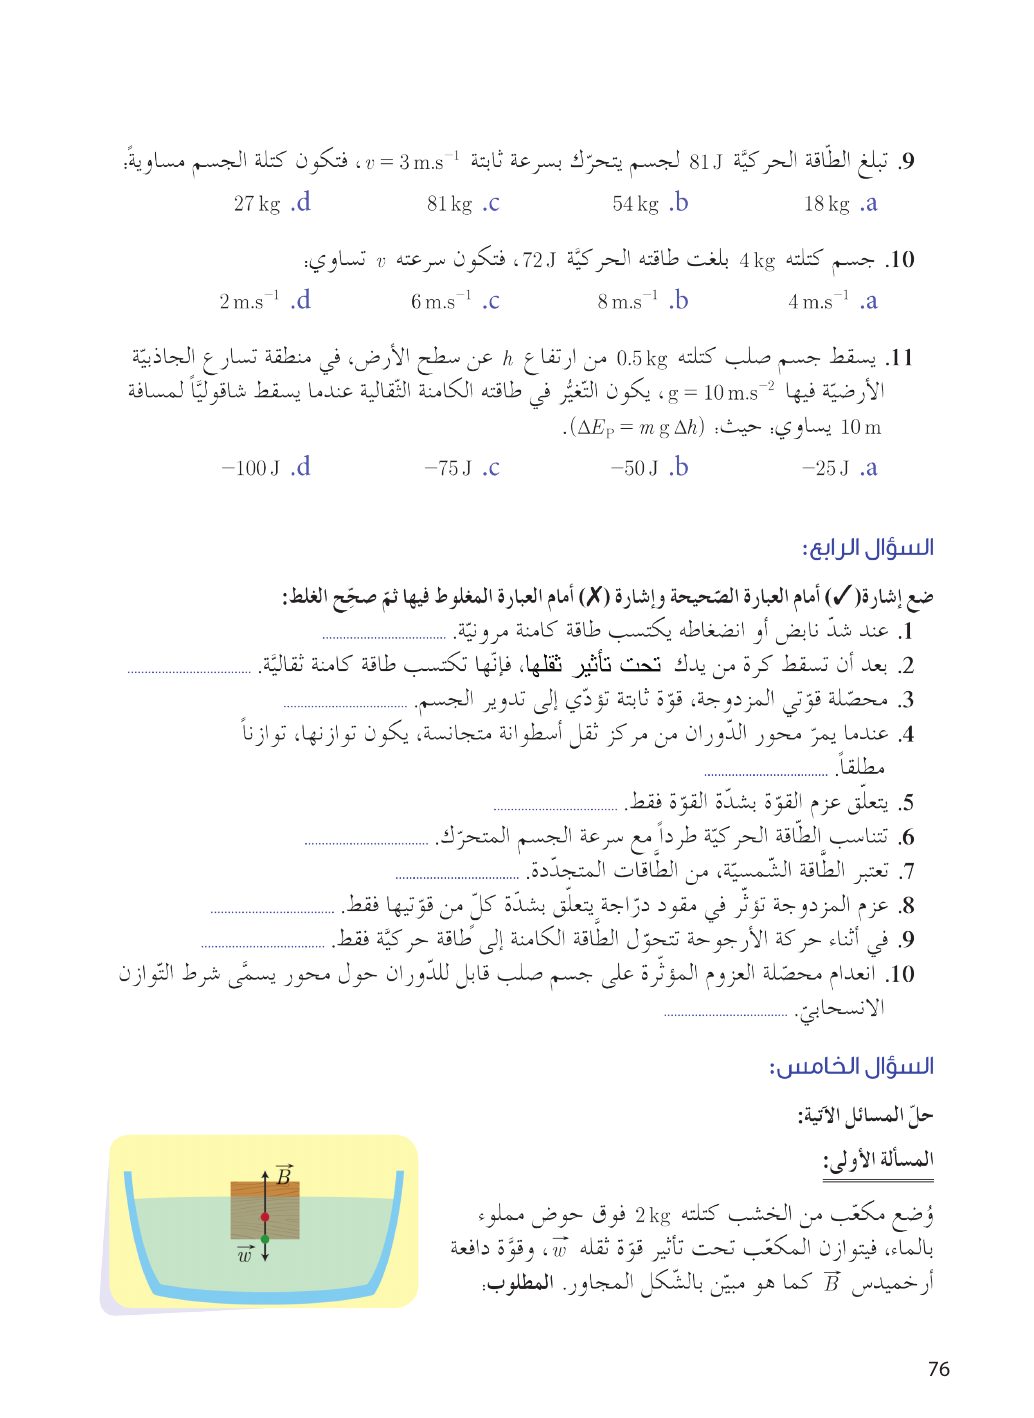 9. تبلغ الطّاقة الحركيَّة 81 J لجسم يتحرّك بسرعة ثابتة v = 3 m.s⁻¹، فتكون كتلة الجسم مساويةً:
a. 18 kg b. 54 kg c. 81 kg d. 27 kg
10. جسم كتلته 4 kg بلغت طاقته الحركيَّة 72 J، فتكون سرعته v تساوي:
a. 4 m.s⁻¹ b. 8 m.s⁻¹ c. 6 m.s⁻¹ d. 2 m.s⁻¹
11. يسقط جسم صلب كتلته 0.5 kg من ارتفاع h عن سطح الأرض، في منطقة تسارع الجاذبيّة
الأرضيّة فيها g = 10 m.s⁻²، يكون التّغيُّر في طاقته الكامنة الثّقالية عندما يسقط شاقوليَّاً لمسافة
10 m يساوي: حيث: (ΔE_P = m g Δh).
a. −25 J b. −50 J c. −75 J d. −100 J
السؤال الرابع:
ضع إشارة(✓) أمام العبارة الصّحيحة وإشارة (✗) أمام العبارة المغلوط فيها ثمّ صحِّح الغلط:
1. عند شدّ نابض أو انضغاطه يكتسب طاقة كامنة مرونيّة. ....................
2. بعد أن تسقط كرة من يدك تحت تأثير ثقلها، فإنّها تكتسب طاقة كامنة ثقاليَّة. ....................
3. محصّلة قوّتي المزدوجة، قوّة ثابتة تؤدّي إلى تدوير الجسم. ....................
4. عندما يمرّ محور الدّوران من مركز ثقل أسطوانة متجانسة، يكون توازنها، توازناً
مطلقاً. ....................
5. يتعلّق عزم القوّة بشدّة القوّة فقط. ....................
6. تتناسب الطّاقة الحركيّة طرداً مع سرعة الجسم المتحرّك. ....................
7. تعتبر الطَّاقة الشّمسيّة، من الطَّاقات المتجدّدة. ....................
8. عزم المزدوجة تؤثّر في مقود درّاجة يتعلّق بشدّة كلّ من قوّتيها فقط. ....................
9. في أثناء حركة الأرجوحة تتحوّل الطَّاقة الكامنة إلى طاقة حركيَّة فقط. ....................
10. انعدام محصّلة العزوم المؤثّرة على جسم صلب قابل للدّوران حول محور يسمَّى شرط التّوازن
الانسحابيّ. ....................
السؤال الخامس:
حلّ المسائل الآتية:
المسألة الأولى:
وُضع مكعّب من الخشب كتلته 2 kg فوق حوض مملوء
بالماء، فيتوازن المكعّب تحت تأثير قوّة ثقله w⃗، وقوَّة دافعة
أرخميدس B⃗ كما هو مبيّن بالشّكل المجاور. المطلوب:
B⃗
w⃗
76